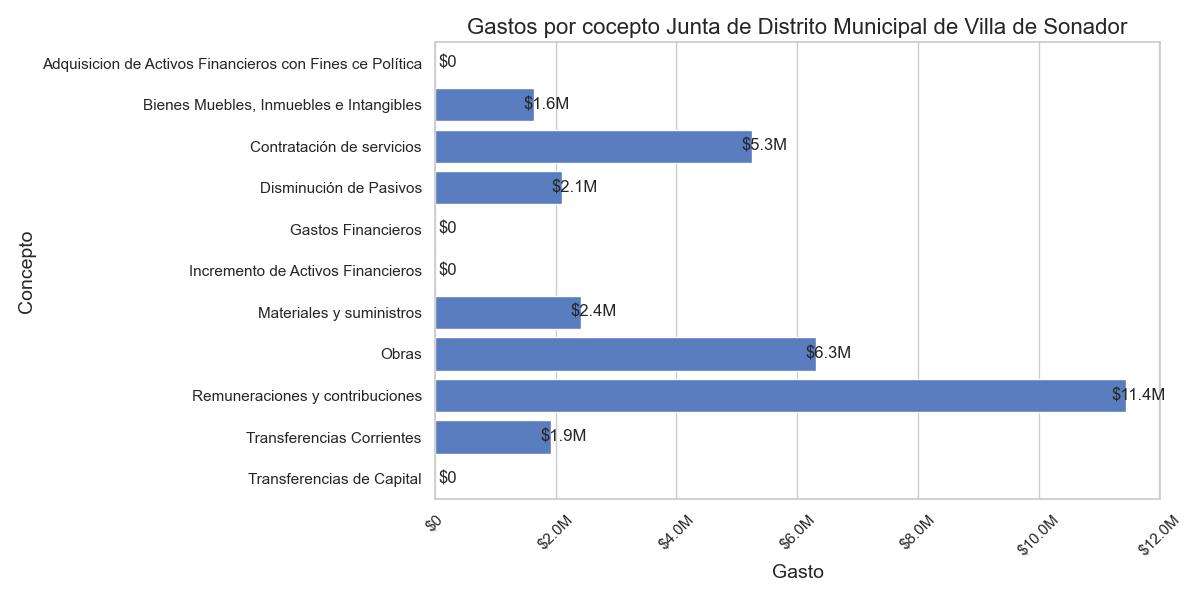 Gastos por cocepto Junta de Distrito Municipal de Villa de Sonador
Concepto
Adquisicion de Activos Financieros con Fines ce Política $0
Bienes Muebles, Inmuebles e Intangibles $1.6M
Contratación de servicios $5.3M
Disminución de Pasivos $2.1M
Gastos Financieros $0
Incremento de Activos Financieros $0
Materiales y suministros $2.4M
Obras $6.3M
Remuneraciones y contribuciones $11.4M
Transferencias Corrientes $1.9M
Transferencias de Capital $0
$0 $2.0M $4.0M $6.0M $8.0M $10.0M $12.0M
Gasto